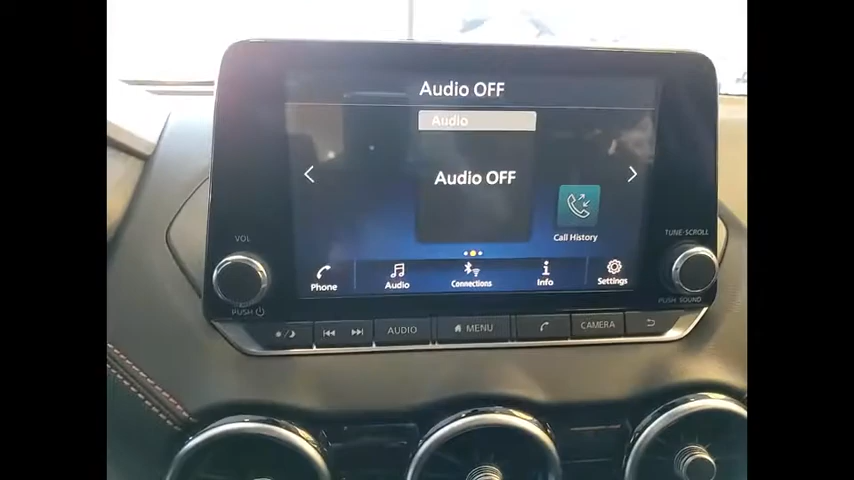 Audio OFF
Audio
Audio OFF
Call History
VOL
TUNE·SCROLL
Phone
Audio
Connections
Info
Settings
PUSH
PUSH SOUND
AUDIO
MENU
CAMERA